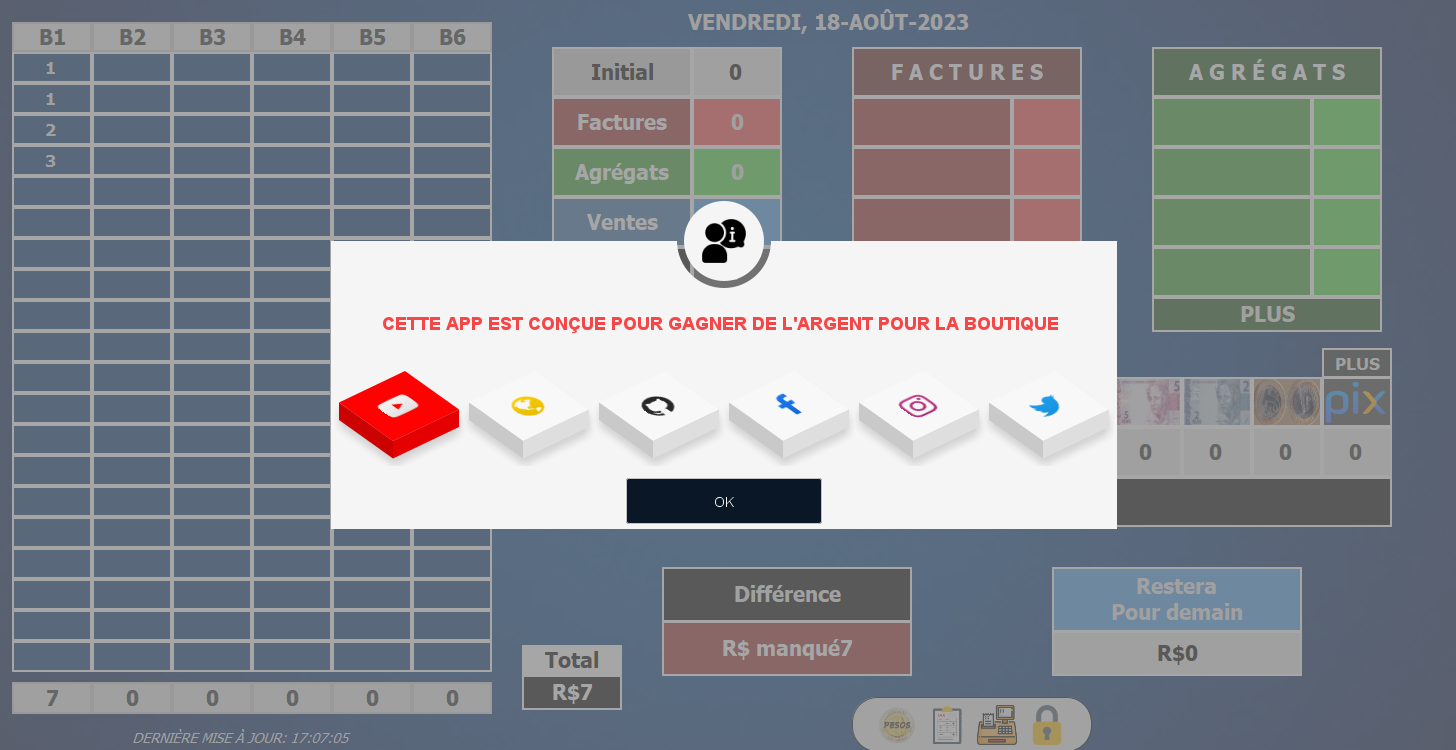 VENDREDI, 18-AOÛT-2023
B1 B2 B3 B4 B5 B6
1
1
2
3
7 0 0 0 0 0
DERNIÈRE MISE À JOUR: 17:07:05
Initial 0
Factures 0
Agrégats 0
Ventes
FACTURES
AGRÉGATS
PLUS
CETTE APP EST CONÇUE POUR GAGNER DE L'ARGENT POUR LA BOUTIQUE
OK
PLUS
5 2 pix
0 0 0 0
Total
R$7
Différence
R$ manqué7
Restera
Pour demain
R$0
PBSOS